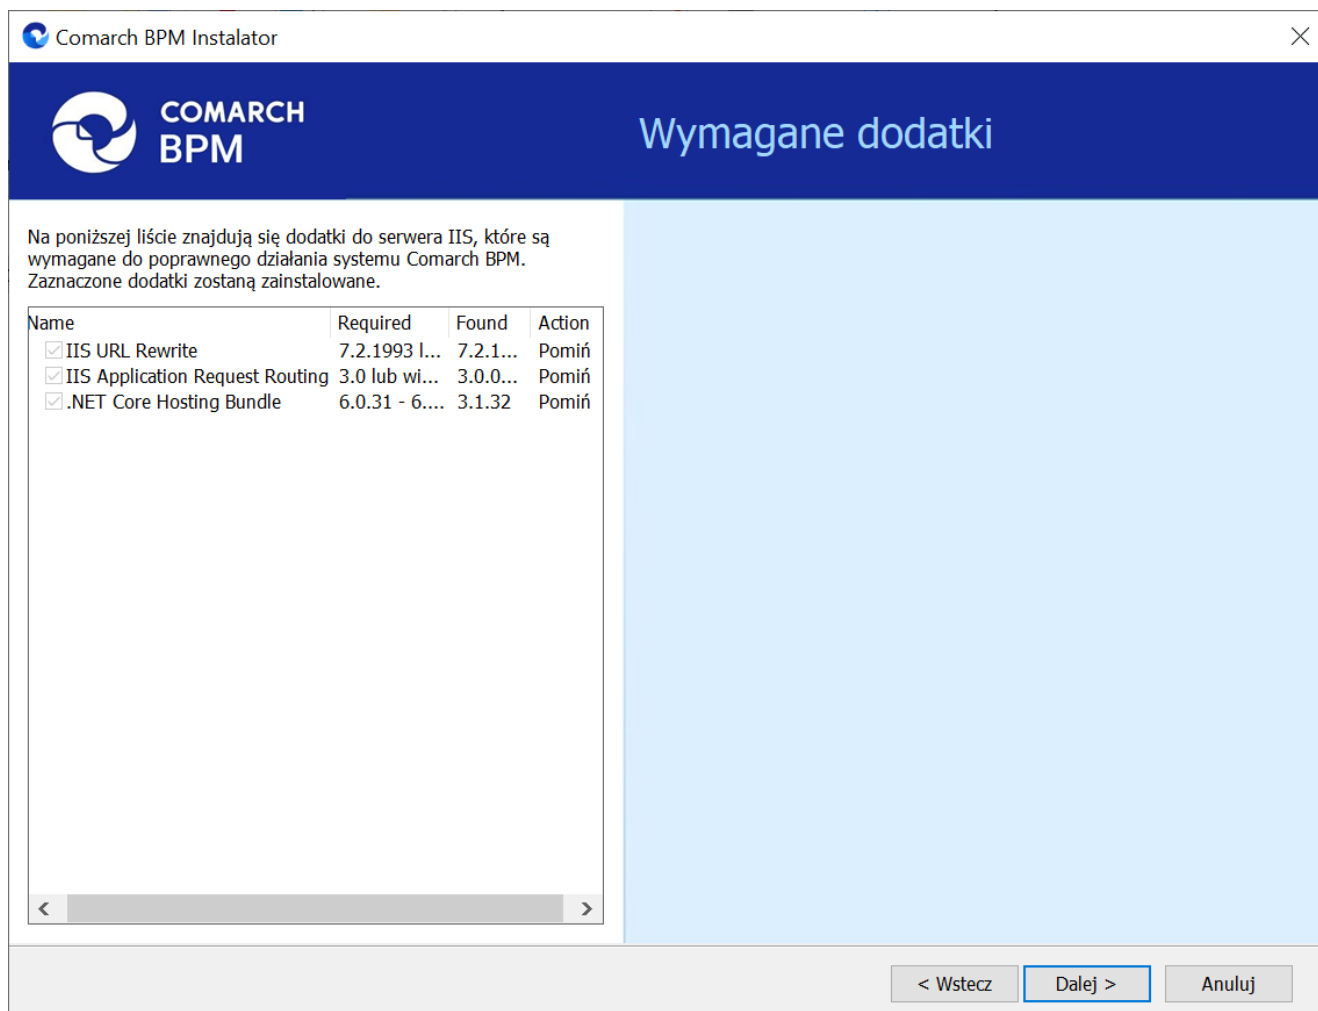 Comarch BPM Instalator
COMARCH
BPM
Wymagane dodatki
Na poniższej liście znajdują się dodatki do serwera IIS, które są
wymagane do poprawnego działania systemu Comarch BPM.
Zaznaczone dodatki zostaną zainstalowane.
Name Required Found Action
IIS URL Rewrite 7.2.1993 l... 7.2.1... Pomiń
IIS Application Request Routing 3.0 lub wi... 3.0.0... Pomiń
.NET Core Hosting Bundle 6.0.31 - 6.... 3.1.32 Pomiń
< Wstecz Dalej > Anuluj